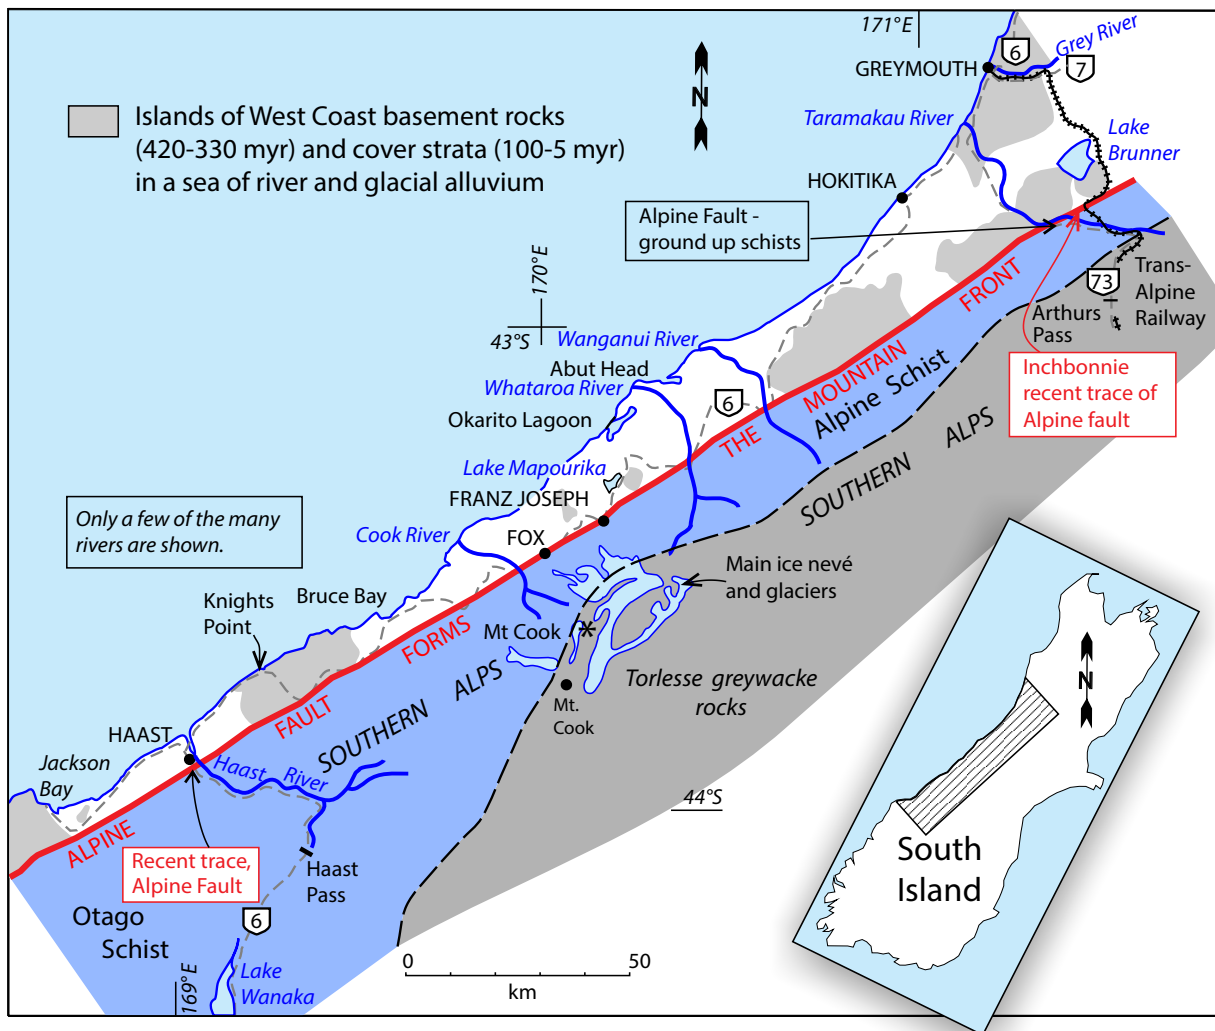 171°E
6
Grey River
GREYMOUTH
7
N
Islands of West Coast basement rocks
(420-330 myr) and cover strata (100-5 myr)
in a sea of river and glacial alluvium
Taramakau River
Lake
Brunner
HOKITIKA
Alpine Fault -
ground up schists
170°E
43°S
FRONT
73
Trans-
Alpine
Railway
Arthurs
Pass
Wanganui River
Abut Head
Whataroa River
MOUNTAIN
Inchbonnie
recent trace of
Alpine fault
6
Okarito Lagoon
Alpine Schist
THE
ALPS
SOUTHERN
Lake Mapourika
FRANZ JOSEPH
Only a few of the many
rivers are shown.
Cook River
FOX
Main ice nevé
and glaciers
Knights
Point
Bruce Bay
FORMS
Mt Cook
ALPS
SOUTHERN
Torlesse greywacke
rocks
Mt.
Cook
FAULT
HAAST
Haast River
Jackson
Bay
44°S
ALPINE
Recent trace,
Alpine Fault
Haast
Pass
Otago
Schist
6
Lake
Wanaka
169°E
0
50
km
N
South
Island